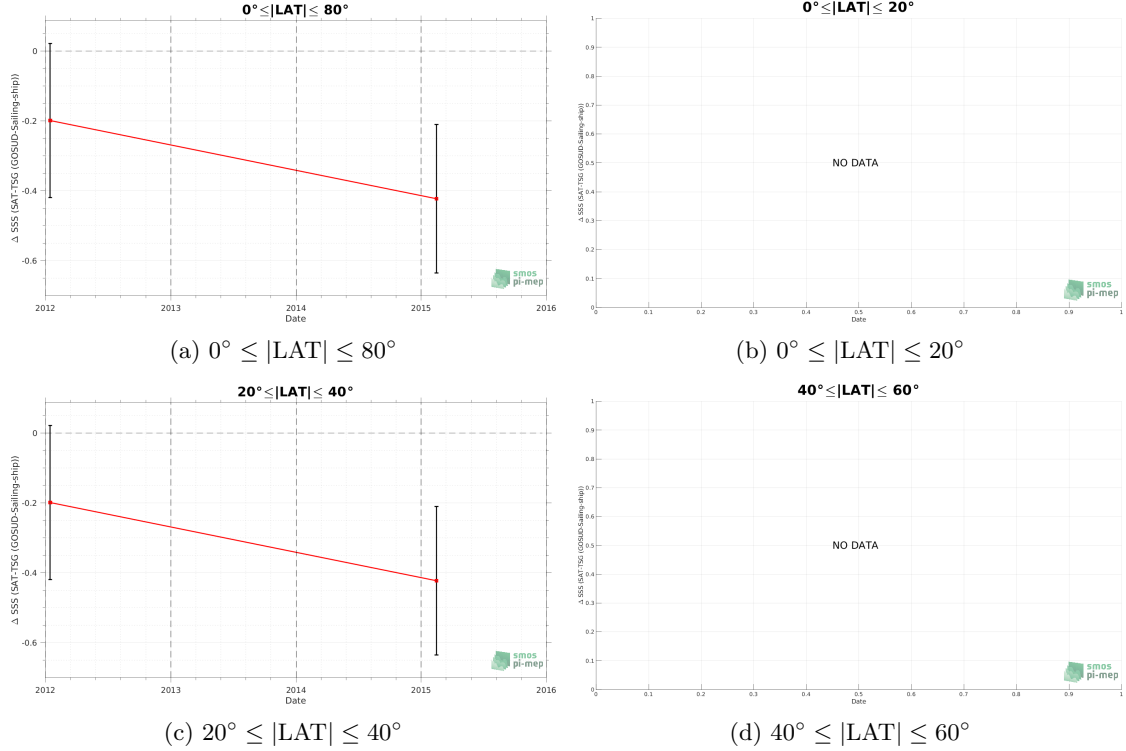 0°≤|LAT|≤ 80°
Δ SSS (SAT-TSG (GOSUD-Sailing-ship))
0
-0.2
-0.4
-0.6
2012 2013 2014 2015 2016
Date
smos
pi-mep
(a) 0° ≤ |LAT| ≤ 80°
0°≤|LAT|≤ 20°
Δ SSS (SAT-TSG (GOSUD-Sailing-ship))
1
0.9
0.8
0.7
0.6
0.5
0.4
0.3
0.2
0.1
0
NO DATA
0 0.1 0.2 0.3 0.4 0.5 0.6 0.7 0.8 0.9 1
Date
smos
pi-mep
(b) 0° ≤ |LAT| ≤ 20°
20°≤|LAT|≤ 40°
Δ SSS (SAT-TSG (GOSUD-Sailing-ship))
0
-0.2
-0.4
-0.6
2012 2013 2014 2015 2016
Date
smos
pi-mep
(c) 20° ≤ |LAT| ≤ 40°
40°≤|LAT|≤ 60°
Δ SSS (SAT-TSG (GOSUD-Sailing-ship))
1
0.9
0.8
0.7
0.6
0.5
0.4
0.3
0.2
0.1
0
NO DATA
0 0.1 0.2 0.3 0.4 0.5 0.6 0.7 0.8 0.9 1
Date
smos
pi-mep
(d) 40° ≤ |LAT| ≤ 60°